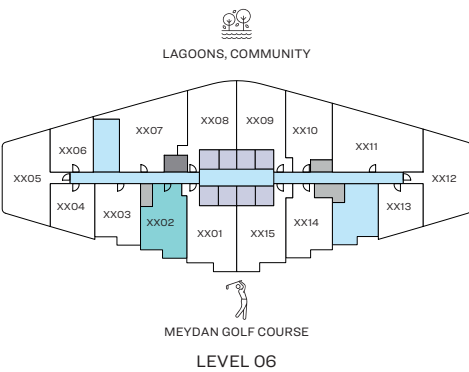 LAGOONS, COMMUNITY
XX08 XX09
XX07 XX10
XX06 XX11
XX05 XX12
XX04 XX03 XX02 XX01 XX15 XX14 XX13
MEYDAN GOLF COURSE
LEVEL 06